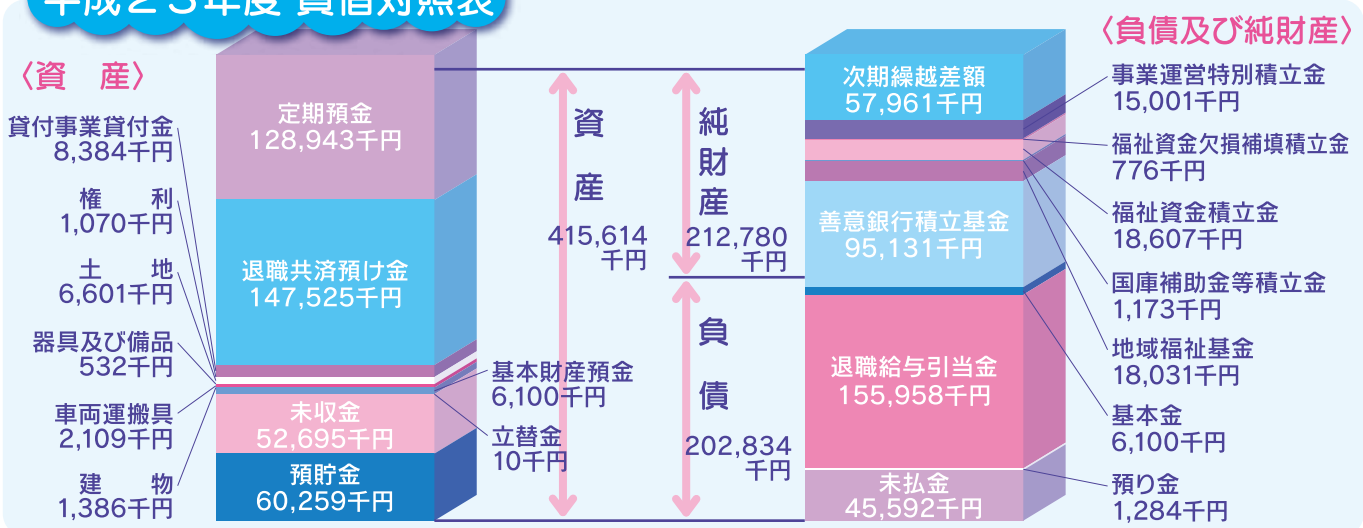 平成23年度 貸借対照表
〈資　産〉
貸付事業貸付金
8,384千円
権　利
1,070千円
土　地
6,601千円
器具及び備品
532千円
車両運搬具
2,109千円
建　物
1,386千円
定期預金
128,943千円
退職共済預け金
147,525千円
未収金
52,695千円
預貯金
60,259千円
基本財産預金
6,100千円
立替金
10千円
資産
415,614
千円
純財産
212,780
千円
負債
202,834
千円
次期繰越差額
57,961千円
善意銀行積立基金
95,131千円
退職給与引当金
155,958千円
未払金
45,592千円
〈負債及び純財産〉
事業運営特別積立金
15,001千円
福祉資金欠損補填積立金
776千円
福祉資金積立金
18,607千円
国庫補助金等積立金
1,173千円
地域福祉基金
18,031千円
基本金
6,100千円
預り金
1,284千円